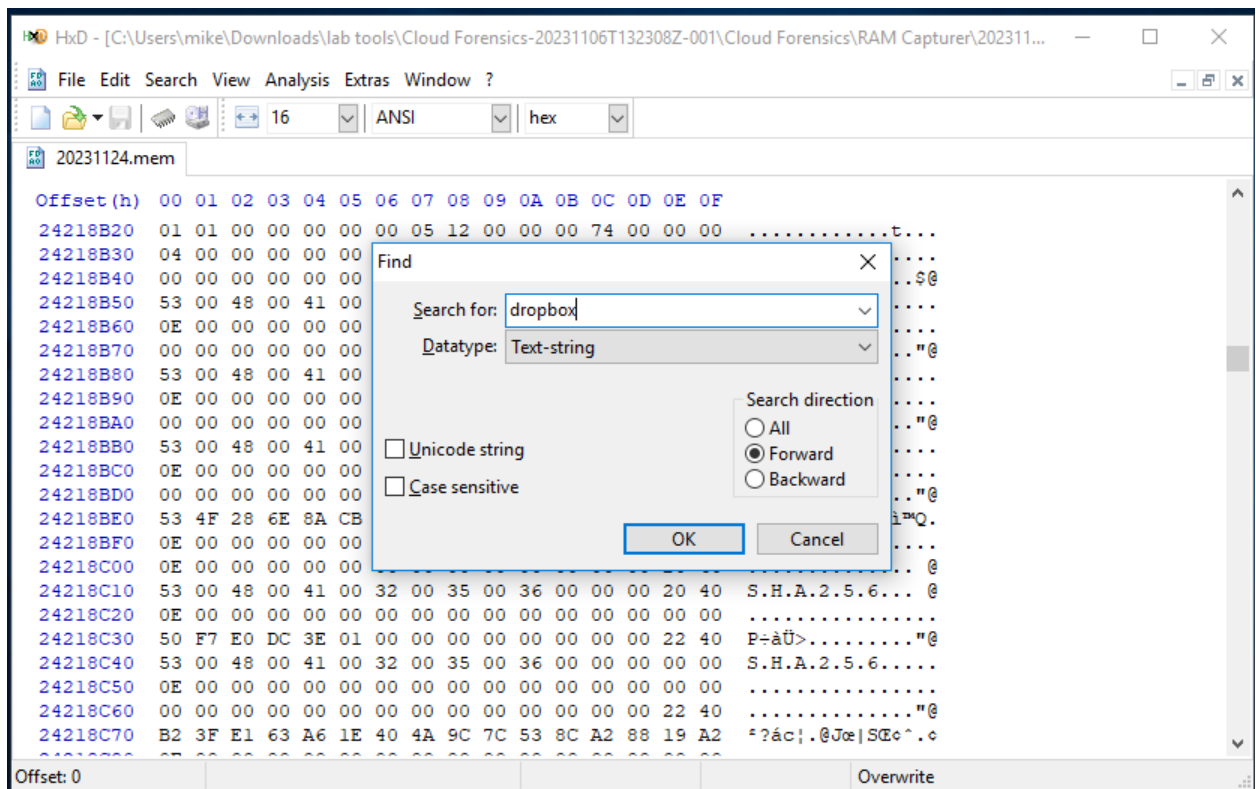 HxD - [C:\Users\mike\Downloads\lab tools\Cloud Forensics-20231106T132308Z-001\Cloud Forensics\RAM Capturer\202311...
File Edit Search View Analysis Extras Window ?
16 ANSI hex
20231124.mem
Offset(h) 00 01 02 03 04 05 06 07 08 09 0A 0B 0C 0D 0E 0F
24218B20 01 01 00 00 00 00 00 05 12 00 00 00 74 00 00 00 ............t...
24218B30 04 00 00 00 00 00 ....
24218B40 00 00 00 00 00 00 ..$@
24218B50 53 00 48 00 41 00 ....
24218B60 0E 00 00 00 00 00 ....
24218B70 00 00 00 00 00 00 .."@
24218B80 53 00 48 00 41 00 ....
24218B90 0E 00 00 00 00 00 ....
24218BA0 00 00 00 00 00 00 .."@
24218BB0 53 00 48 00 41 00 ....
24218BC0 0E 00 00 00 00 00 ....
24218BD0 00 00 00 00 00 00 .."@
24218BE0 53 4F 28 6E 8A CB ì™Q.
24218BF0 0E 00 00 00 00 00 ....
24218C00 0E 00 00 00 00 00 @
24218C10 53 00 48 00 41 00 32 00 35 00 36 00 00 00 20 40 S.H.A.2.5.6... @
24218C20 0E 00 00 00 00 00 00 00 00 00 00 00 00 00 00 00 ................
24218C30 50 F7 E0 DC 3E 01 00 00 00 00 00 00 00 00 22 40 P÷àÜ>........."@
24218C40 53 00 48 00 41 00 32 00 35 00 36 00 00 00 00 00 S.H.A.2.5.6.....
24218C50 0E 00 00 00 00 00 00 00 00 00 00 00 00 00 00 00 ................
24218C60 00 00 00 00 00 00 00 00 00 00 00 00 00 00 22 40 .............."@
24218C70 B2 3F E1 63 A6 1E 40 4A 9C 7C 53 8C A2 88 19 A2 ²?ác¦.@Jœ|SŒ¢ˆ.¢
Find
Search for: dropbox
Datatype: Text-string
Search direction
All
Unicode string
Forward
Backward
Case sensitive
OK Cancel
Offset: 0 Overwrite